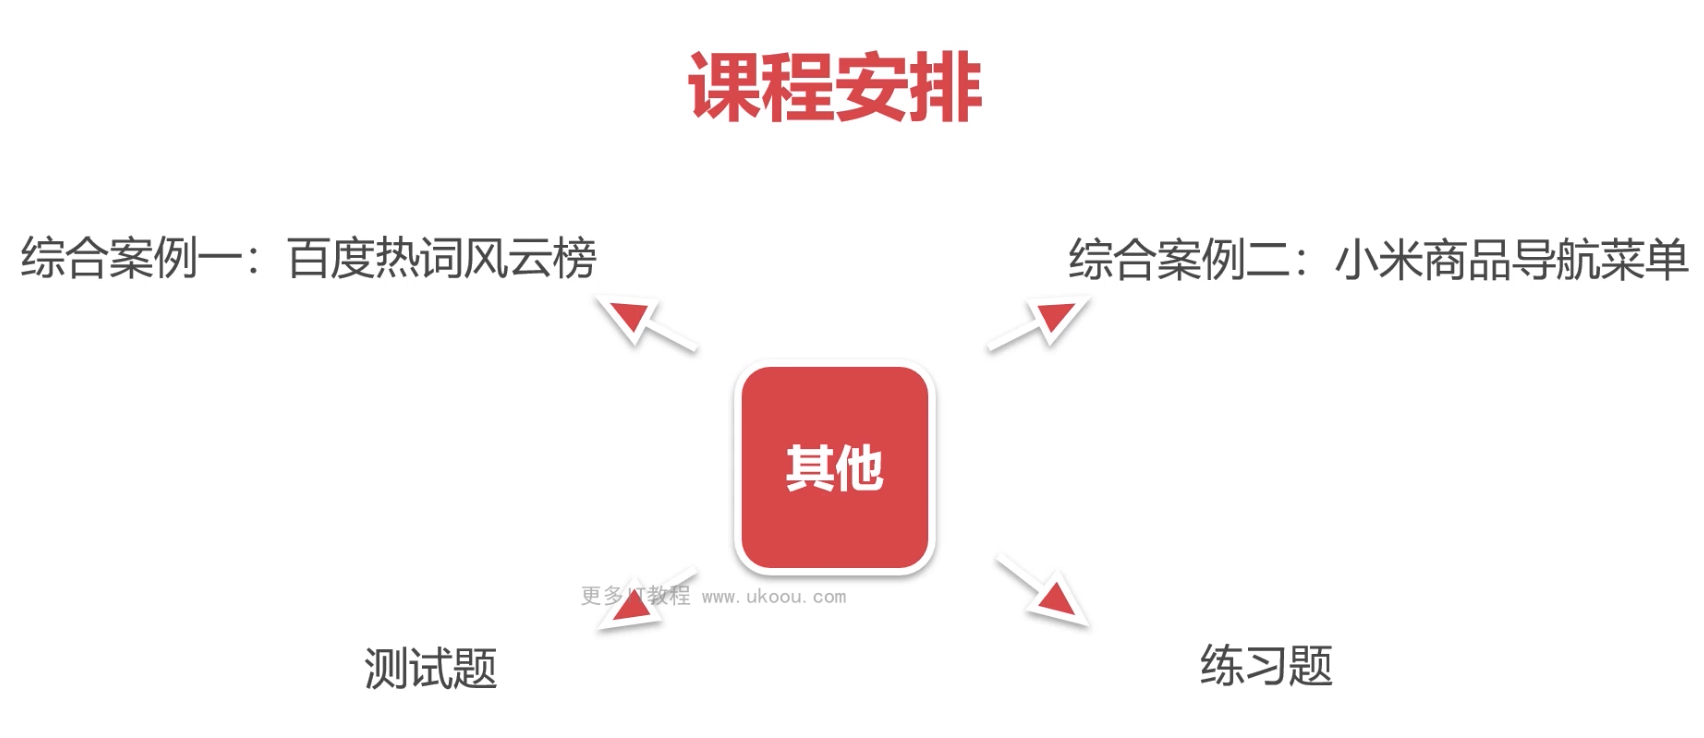 课程安排
综合案例一：百度热词风云榜
综合案例二：小米商品导航菜单
其他
更多IT教程 www.ukoou.com
测试题
练习题